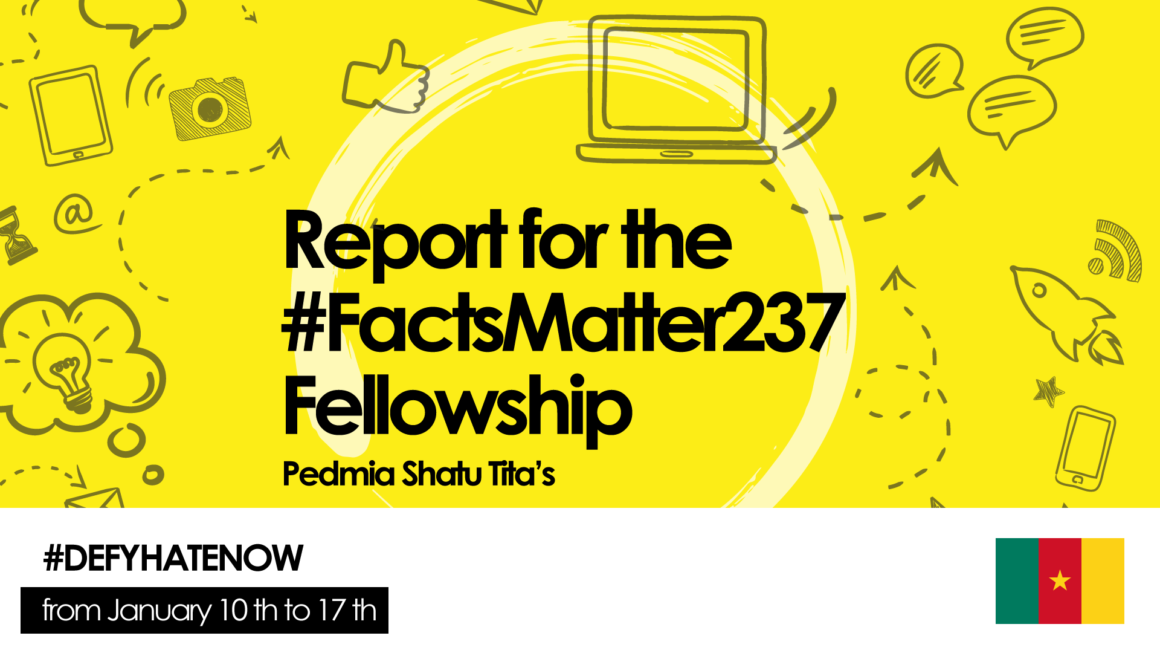 Report for the
#FactsMatter237
Fellowship
Pedmia Shatu Tita’s
#DEFYHATENOW
from January 10 th to 17 th
@